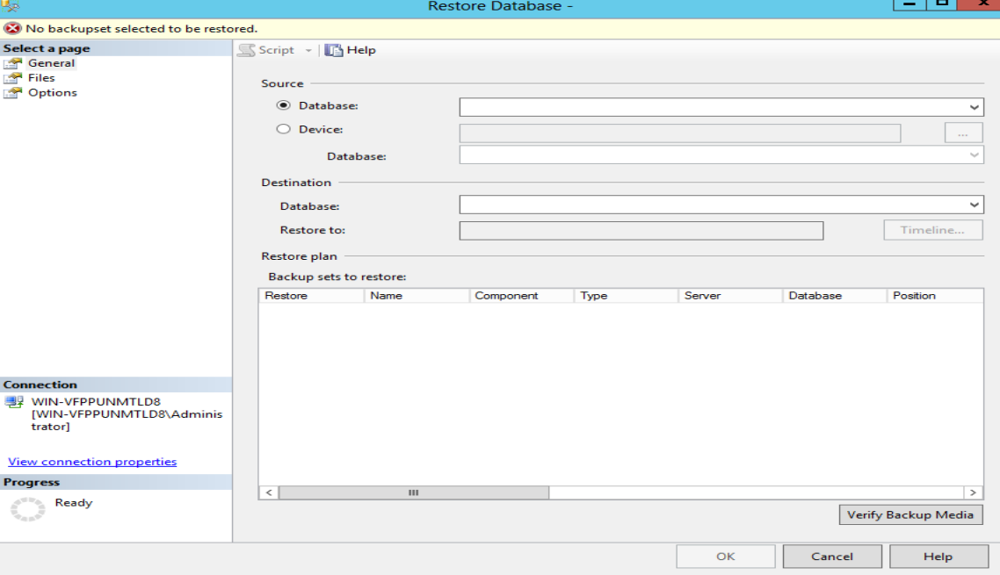 Restore Database -
No backupset selected to be restored.
Select a page
General
Files
Options
Script
Help
Source
Database:
Device:
...
Database:
Destination
Database:
Restore to:
Timeline...
Restore plan
Backup sets to restore:
Restore Name Component Type Server Database Position
Connection
WIN-VFPPUNMTLD8
[WIN-VFPPUNMTLD8\Adminis
trator]
View connection properties
Progress
Ready
Verify Backup Media
OK Cancel Help